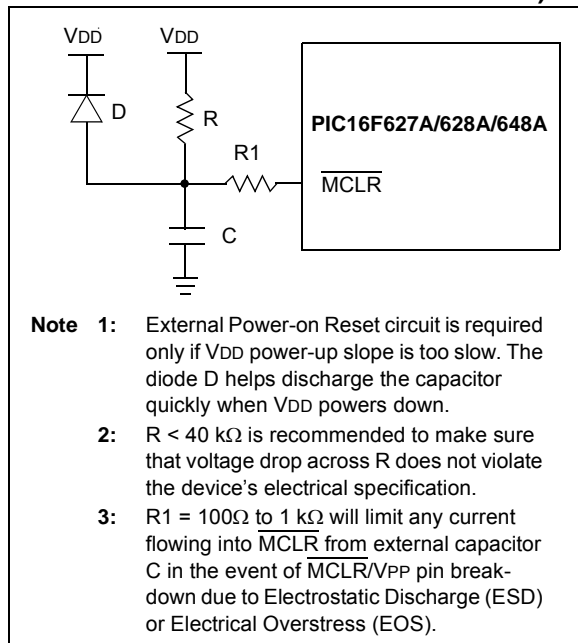 VDD VDD
D
R
PIC16F627A/628A/648A
R1
MCLR
C
Note 1: External Power-on Reset circuit is required
only if VDD power-up slope is too slow. The
diode D helps discharge the capacitor
quickly when VDD powers down.
2: R < 40 kΩ is recommended to make sure
that voltage drop across R does not violate
the device's electrical specification.
3: R1 = 100Ω to 1 kΩ will limit any current
flowing into MCLR from external capacitor
C in the event of MCLR/VPP pin break-
down due to Electrostatic Discharge (ESD)
or Electrical Overstress (EOS).